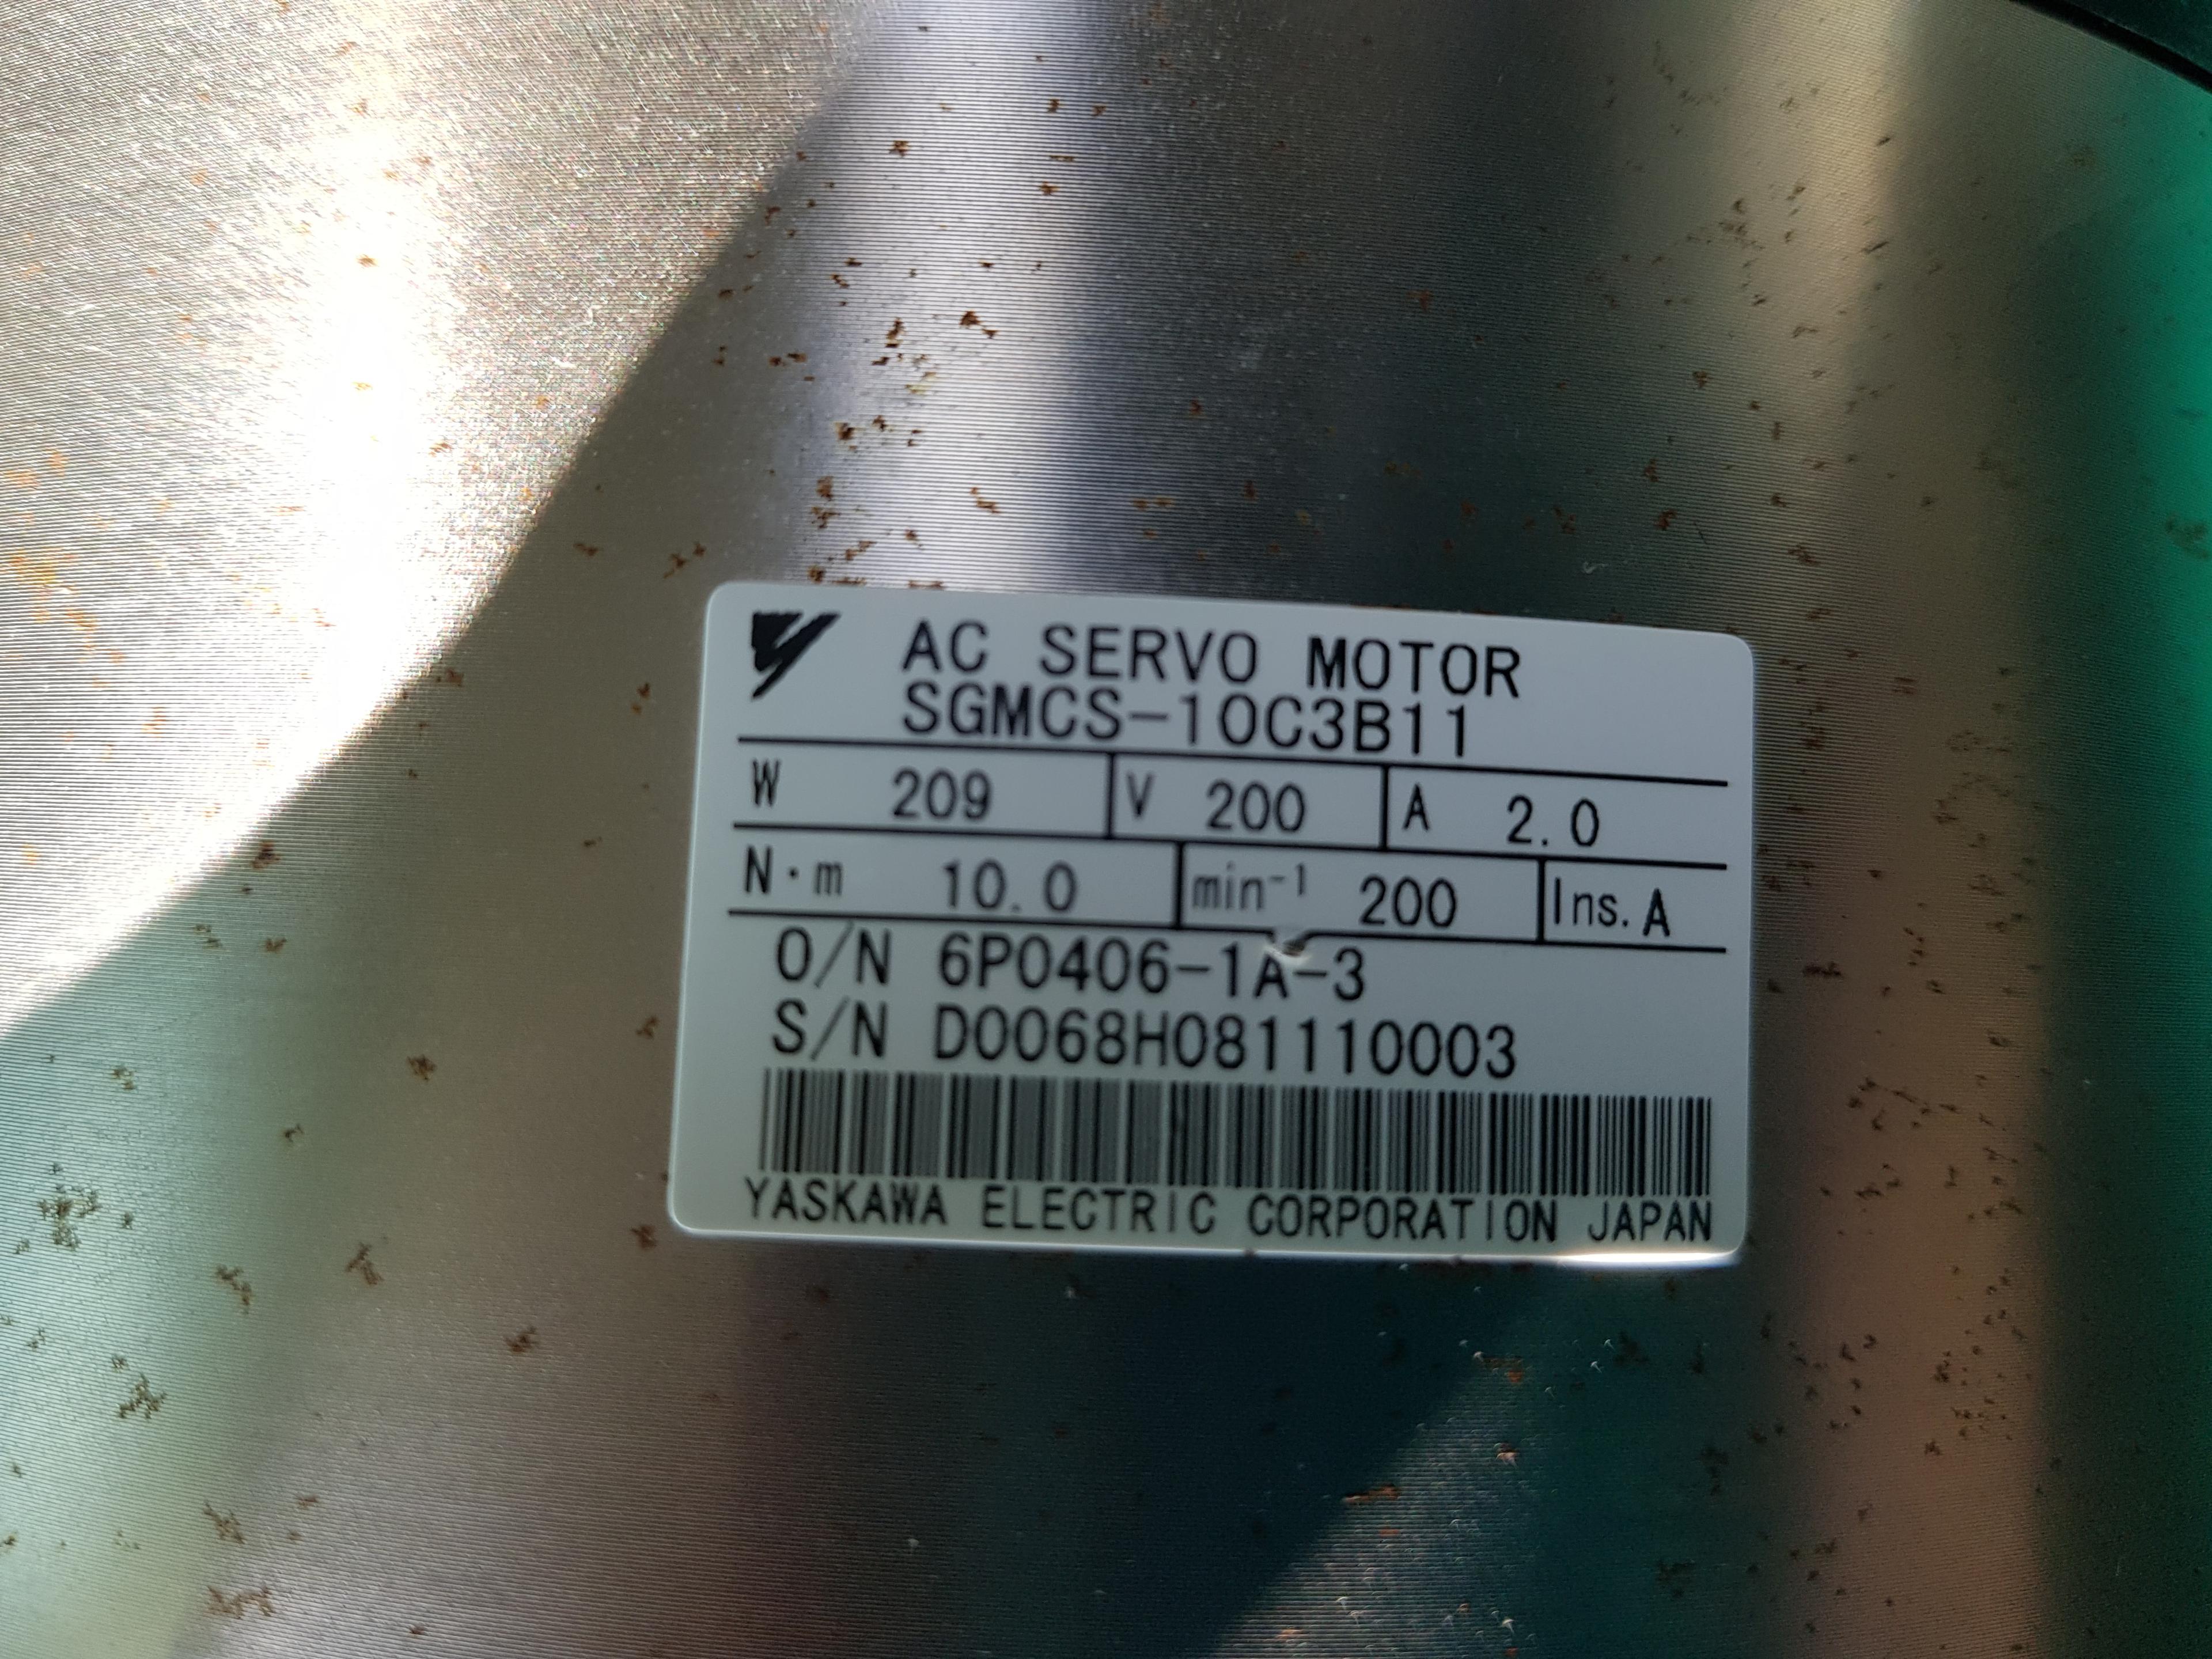 AC SERVO MOTOR
SGMCS-10C3B11
W 209 V 200 A 2.0
N·m 10.0 min⁻¹ 200 Ins. A
O/N 6P0406-1A-3
S/N D0068H081110003
YASKAWA ELECTRIC CORPORATION JAPAN